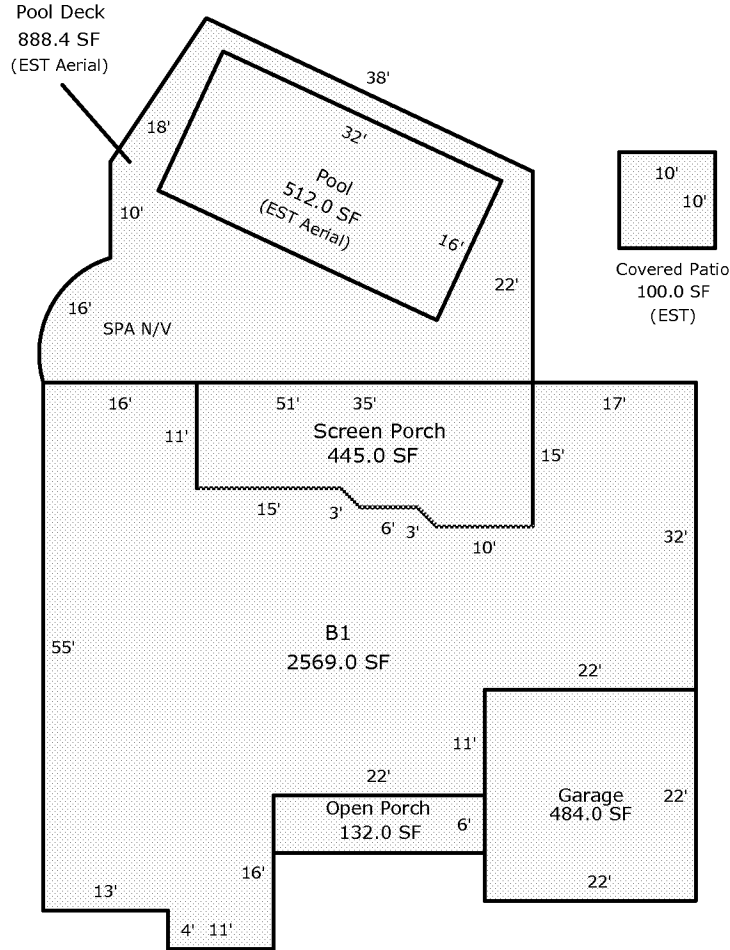 Pool Deck
888.4 SF
(EST Aerial)
38'
18'
32'
Pool
512.0 SF
(EST Aerial)
10'
16'
22'
10'
10'
Covered Patio
100.0 SF
(EST)
16'
SPA N/V
16'
51'
35'
17'
11'
Screen Porch
445.0 SF
15'
15'
3'
6'
3'
10'
32'
B1
2569.0 SF
55'
22'
11'
22'
Open Porch
132.0 SF
6'
Garage
484.0 SF
22'
16'
22'
13'
4'
11'